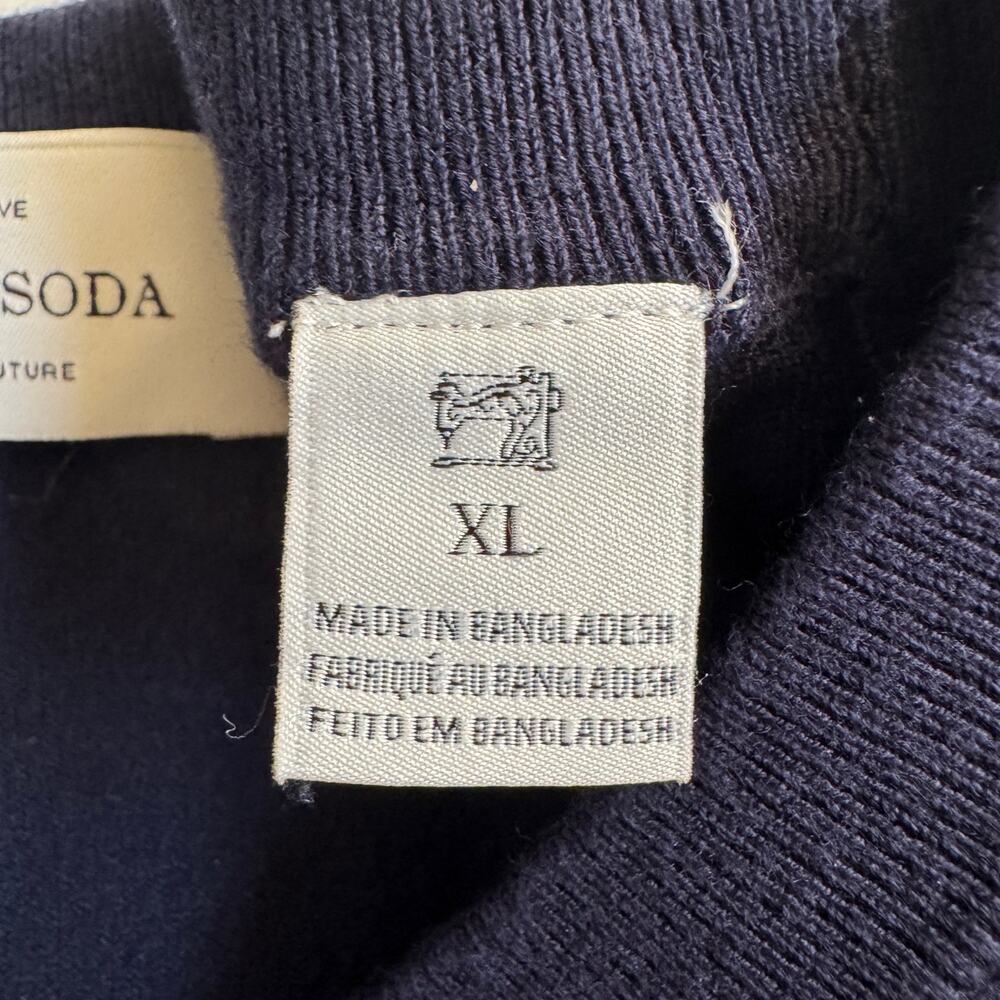 VE
SODA
UTURE
XL
MADE IN BANGLADESH
FABRIQUÉ AU BANGLADESH
FEITO EM BANGLADESH